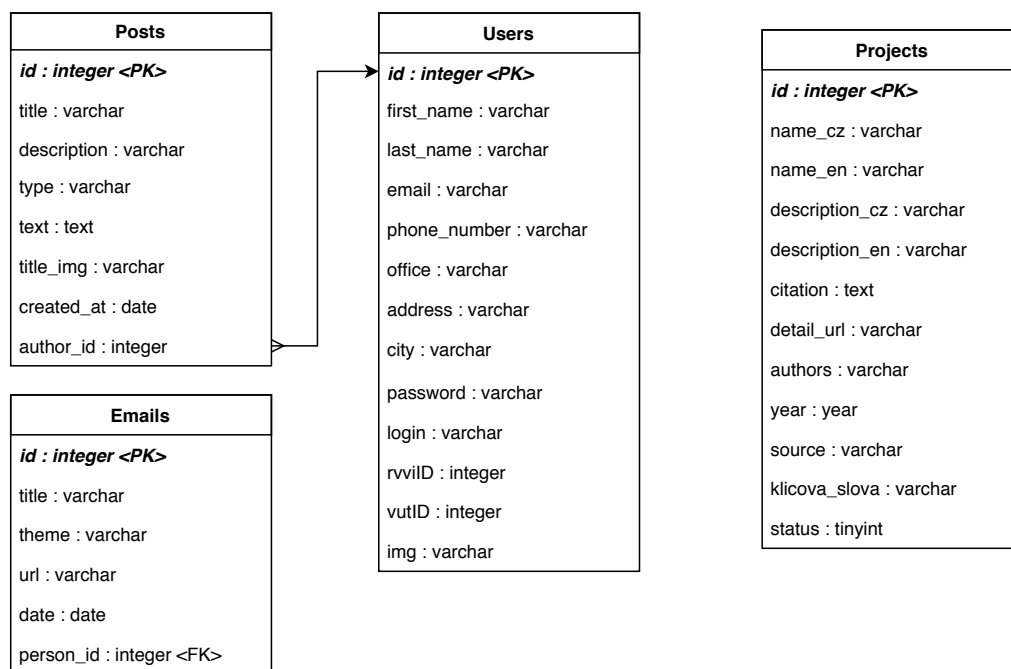 Posts
id : integer <PK>
title : varchar
description : varchar
type : varchar
text : text
title_img : varchar
created_at : date
author_id : integer
Emails
id : integer <PK>
title : varchar
theme : varchar
url : varchar
date : date
person_id : integer <FK>
Users
id : integer <PK>
first_name : varchar
last_name : varchar
email : varchar
phone_number : varchar
office : varchar
address : varchar
city : varchar
password : varchar
login : varchar
rvviID : integer
vutID : integer
img : varchar
Projects
id : integer <PK>
name_cz : varchar
name_en : varchar
description_cz : varchar
description_en : varchar
citation : text
detail_url : varchar
authors : varchar
year : year
source : varchar
klicova_slova : varchar
status : tinyint